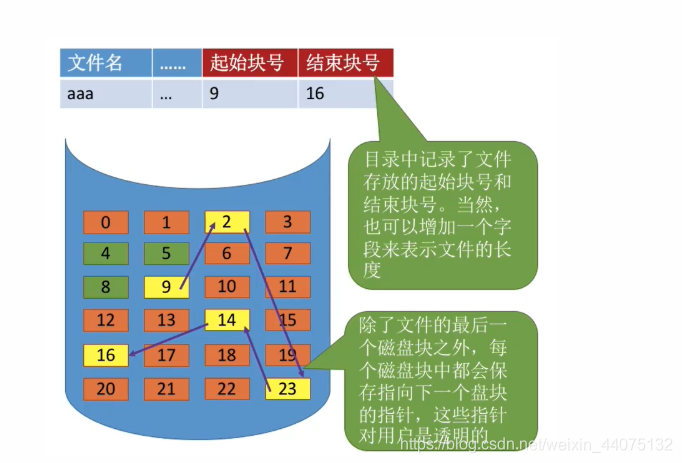 文件名 …… 起始块号 结束块号
aaa … 9 16
目录中记录了文件
存放的起始块号和
结束块号。当然,
也可以增加一个字
段来表示文件的长
度
0 1 2 3
4 5 6 7
8 9 10 11
12 13 14 15
16 17 18 19
20 21 22 23
除了文件的最后一
个磁盘块之外，每
个磁盘块中都会保
存指向下一个盘块
的指针，这些指针
对用户是透明的
https://blog.csdn.net/weixin_44075132